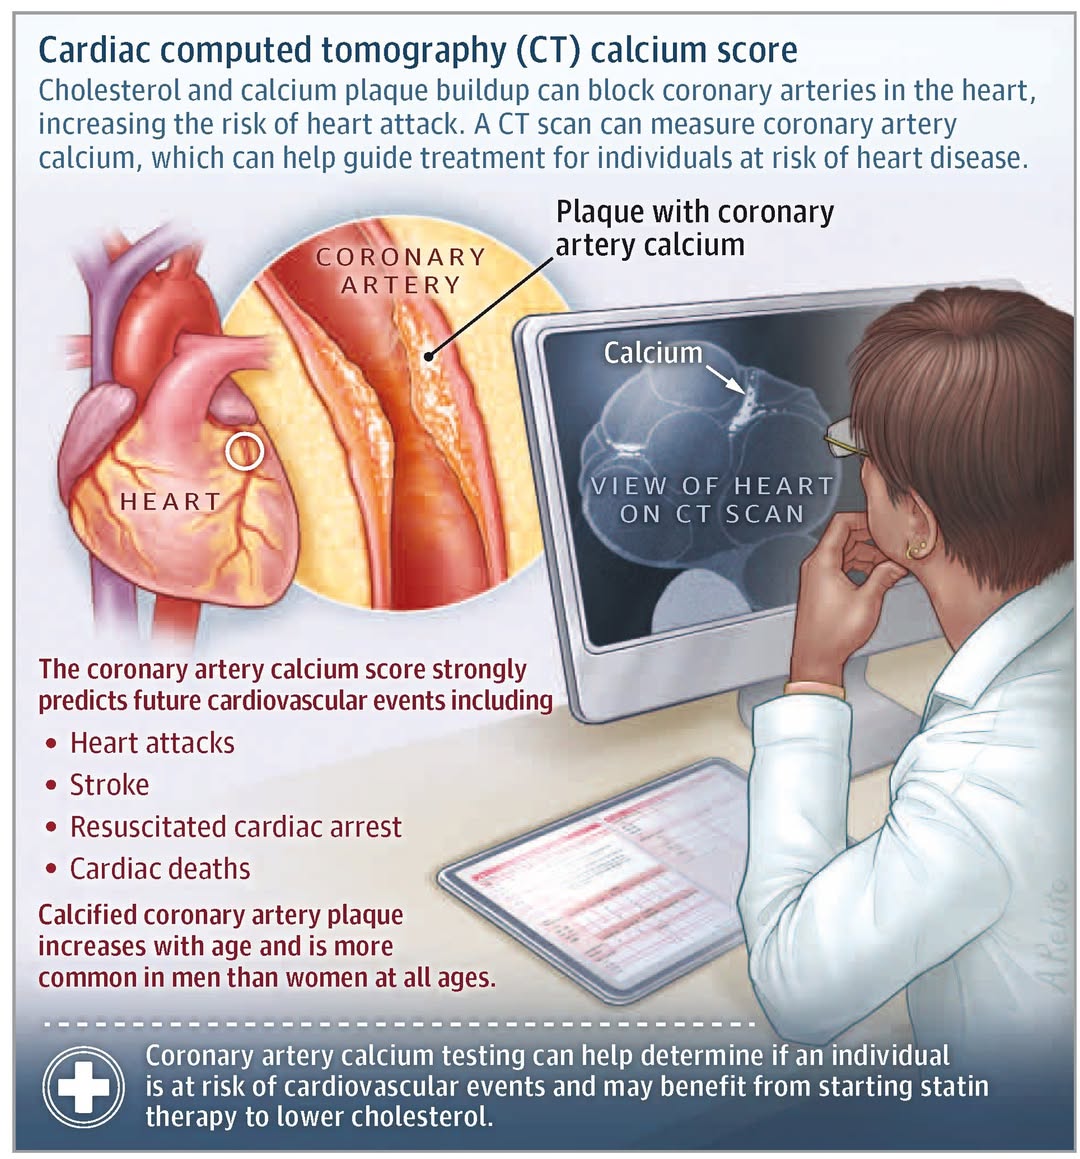 Cardiac computed tomography (CT) calcium score
Cholesterol and calcium plaque buildup can block coronary arteries in the heart,
increasing the risk of heart attack. A CT scan can measure coronary artery
calcium, which can help guide treatment for individuals at risk of heart disease.
Plaque with coronary
artery calcium
CORONARY
ARTERY
HEART
Calcium
VIEW OF HEART
ON CT SCAN
The coronary artery calcium score strongly
predicts future cardiovascular events including
• Heart attacks
• Stroke
• Resuscitated cardiac arrest
• Cardiac deaths
Calcified coronary artery plaque
increases with age and is more
common in men than women at all ages.
Coronary artery calcium testing can help determine if an individual
is at risk of cardiovascular events and may benefit from starting statin
therapy to lower cholesterol.